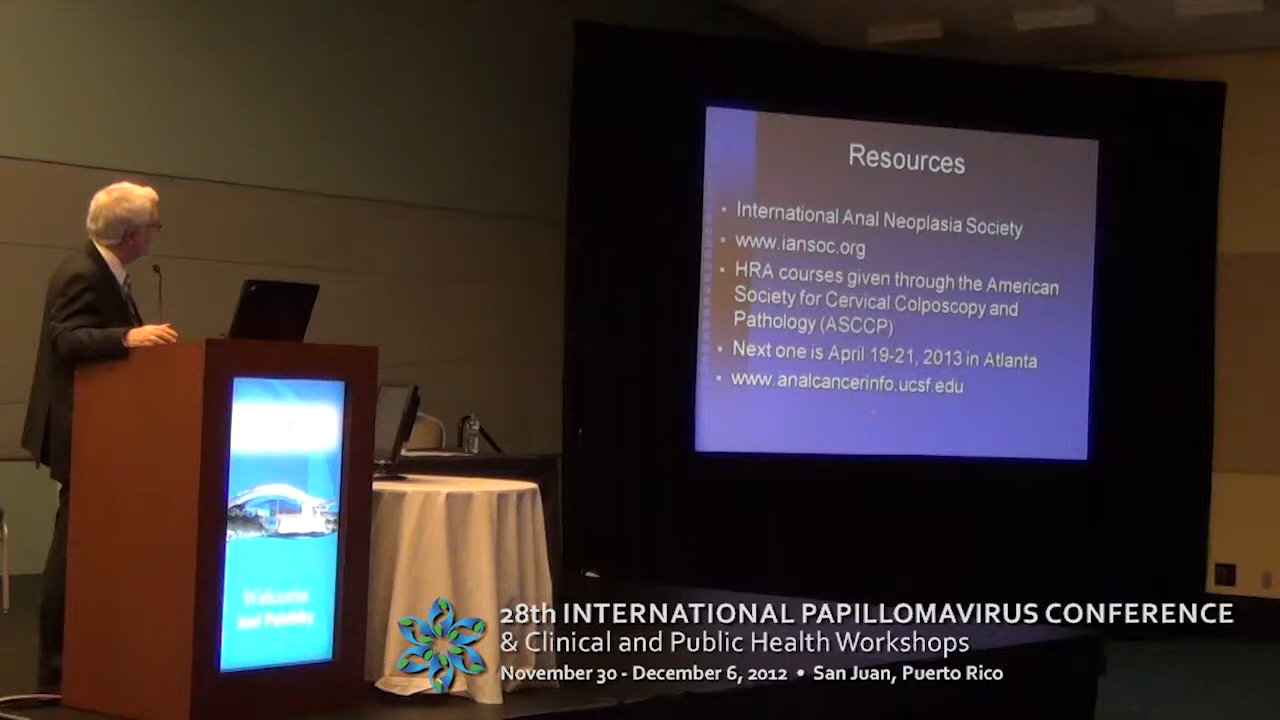 Resources
• International Anal Neoplasia Society
• www.iansoc.org
• HRA courses given through the American
Society for Cervical Colposcopy and
Pathology (ASCCP)
• Next one is April 19-21, 2013 in Atlanta
• www.analcancerinfo.ucsf.edu
Welcome
28th INTERNATIONAL PAPILLOMAVIRUS CONFERENCE
& Clinical and Public Health Workshops
November 30 - December 6, 2012 • San Juan, Puerto Rico